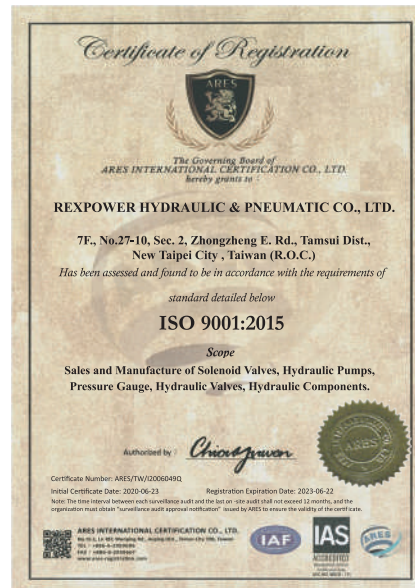 Certificate of Registration
ARES
The Governing Board of
ARES INTERNATIONAL CERTIFICATION CO., LTD.
hereby grants to :
REXPOWER HYDRAULIC & PNEUMATIC CO., LTD.
7F., No.27-10, Sec. 2, Zhongzheng E. Rd., Tamsui Dist.,
New Taipei City , Taiwan (R.O.C.)
Has been assessed and found to be in accordance with the requirements of
standard detailed below
ISO 9001:2015
Scope
Sales and Manufacture of Solenoid Valves, Hydraulic Pumps,
Pressure Gauge, Hydraulic Valves, Hydraulic Components.
ARES
Authorized by :
Certificate Number: ARES/TW/I2006049Q
Initial Certificate Date: 2020-06-23 Registration Expiration Date: 2023-06-22
Note: The time interval between each surveillance audit and the last on -site audit shall not exceed 12 months, and the
organization must obtain "surveillance audit approval notification" issued by ARES to ensure the validity of the certificate.
ARES INTERNATIONAL CERTIFICATION CO., LTD.
IAF
IAS
ACCREDITED
ARES